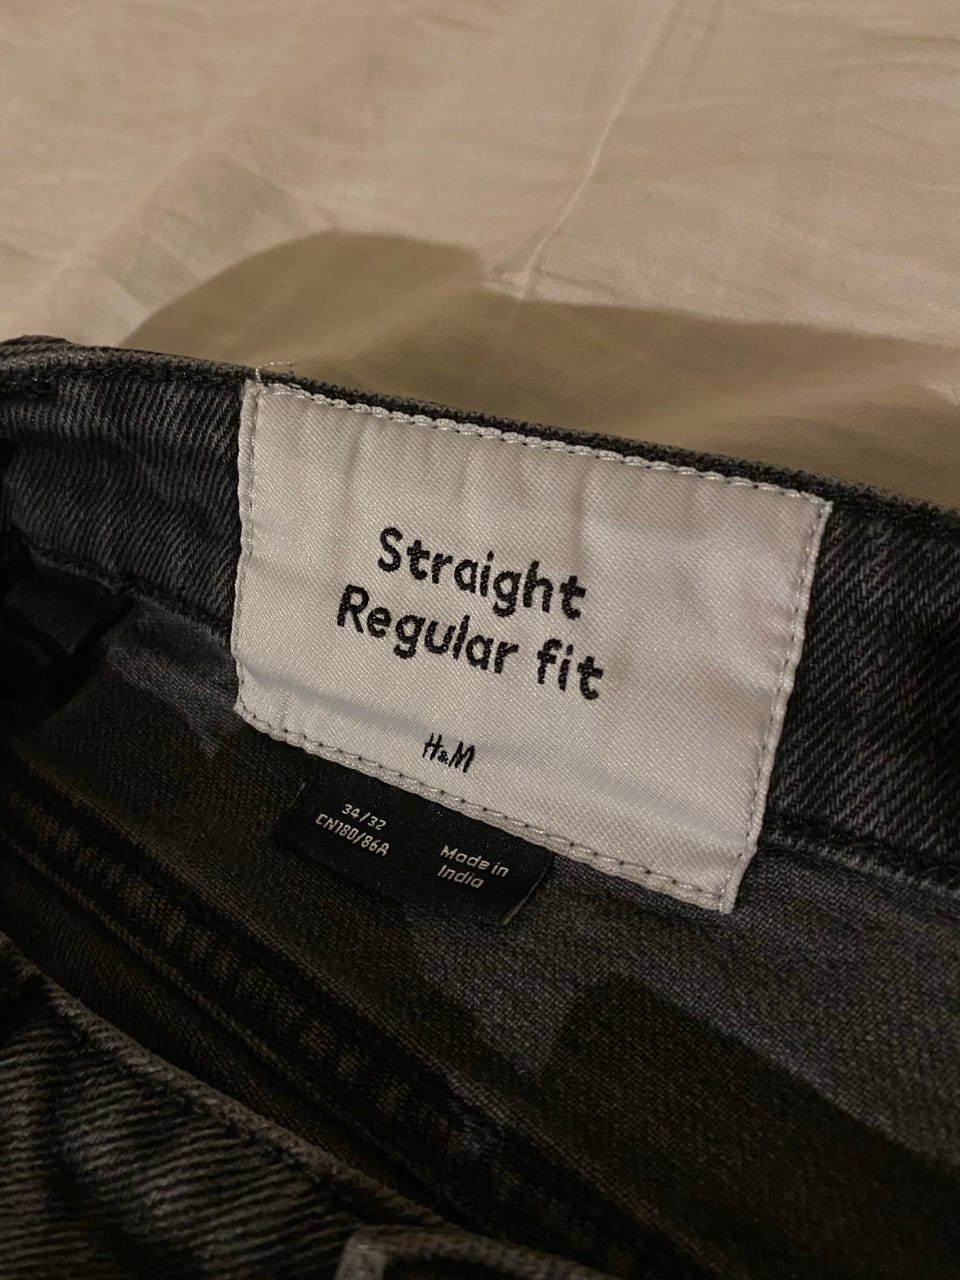 Straight
Regular fit
H&M
34/32
CN180/86A
Made in
India